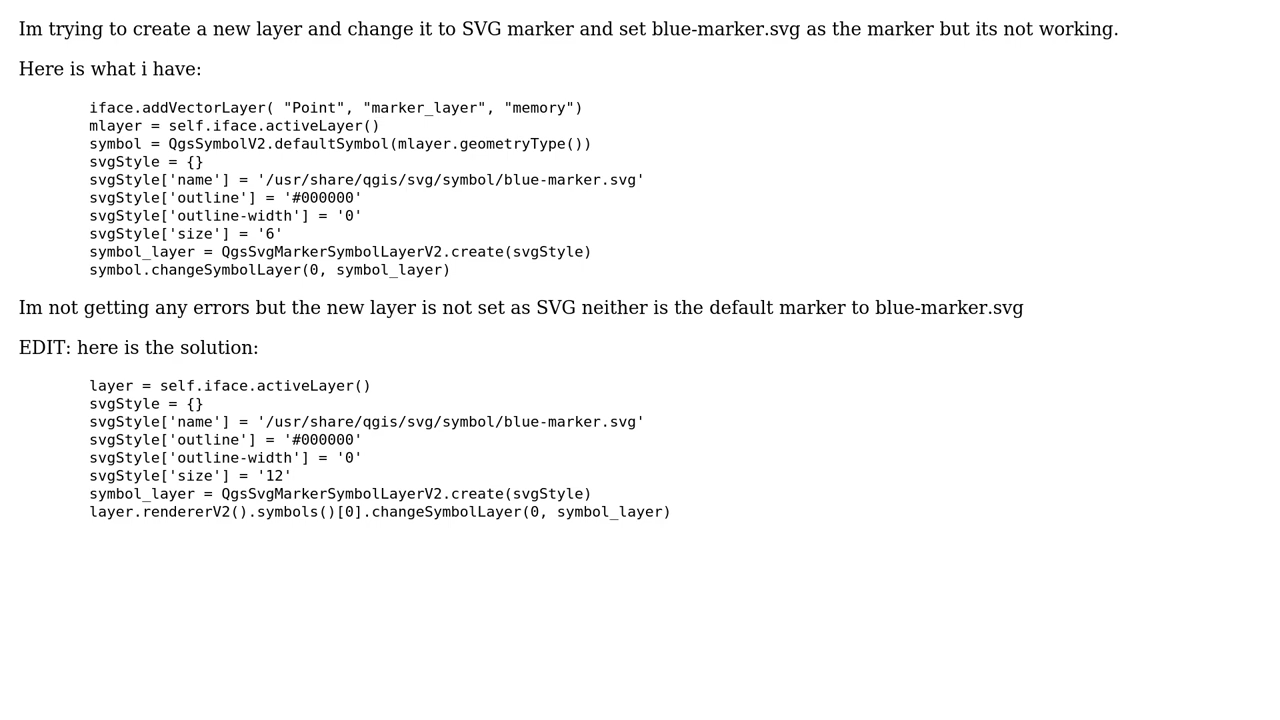 Im trying to create a new layer and change it to SVG marker and set blue-marker.svg as the marker but its not working.
Here is what i have:
iface.addVectorLayer( "Point", "marker_layer", "memory")
mlayer = self.iface.activeLayer()
symbol = QgsSymbolV2.defaultSymbol(mlayer.geometryType())
svgStyle = {}
svgStyle['name'] = '/usr/share/qgis/svg/symbol/blue-marker.svg'
svgStyle['outline'] = '#000000'
svgStyle['outline-width'] = '0'
svgStyle['size'] = '6'
symbol_layer = QgsSvgMarkerSymbolLayerV2.create(svgStyle)
symbol.changeSymbolLayer(0, symbol_layer)
Im not getting any errors but the new layer is not set as SVG neither is the default marker to blue-marker.svg
EDIT: here is the solution:
layer = self.iface.activeLayer()
svgStyle = {}
svgStyle['name'] = '/usr/share/qgis/svg/symbol/blue-marker.svg'
svgStyle['outline'] = '#000000'
svgStyle['outline-width'] = '0'
svgStyle['size'] = '12'
symbol_layer = QgsSvgMarkerSymbolLayerV2.create(svgStyle)
layer.rendererV2().symbols()[0].changeSymbolLayer(0, symbol_layer)